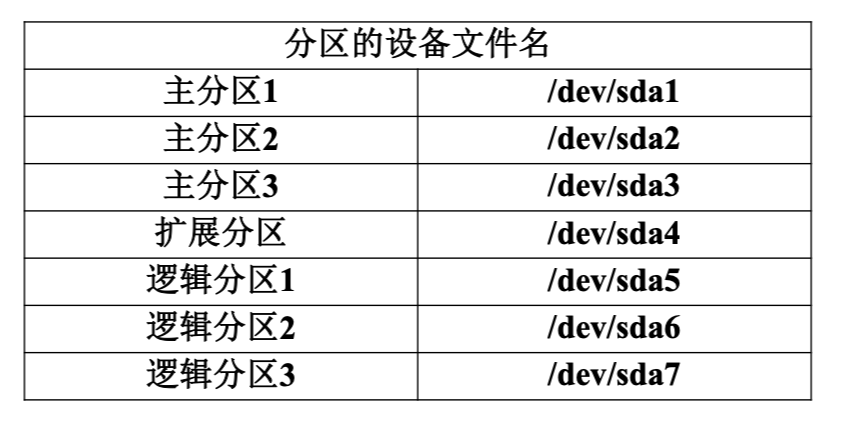 分区的设备文件名
主分区1 /dev/sda1
主分区2 /dev/sda2
主分区3 /dev/sda3
扩展分区 /dev/sda4
逻辑分区1 /dev/sda5
逻辑分区2 /dev/sda6
逻辑分区3 /dev/sda7